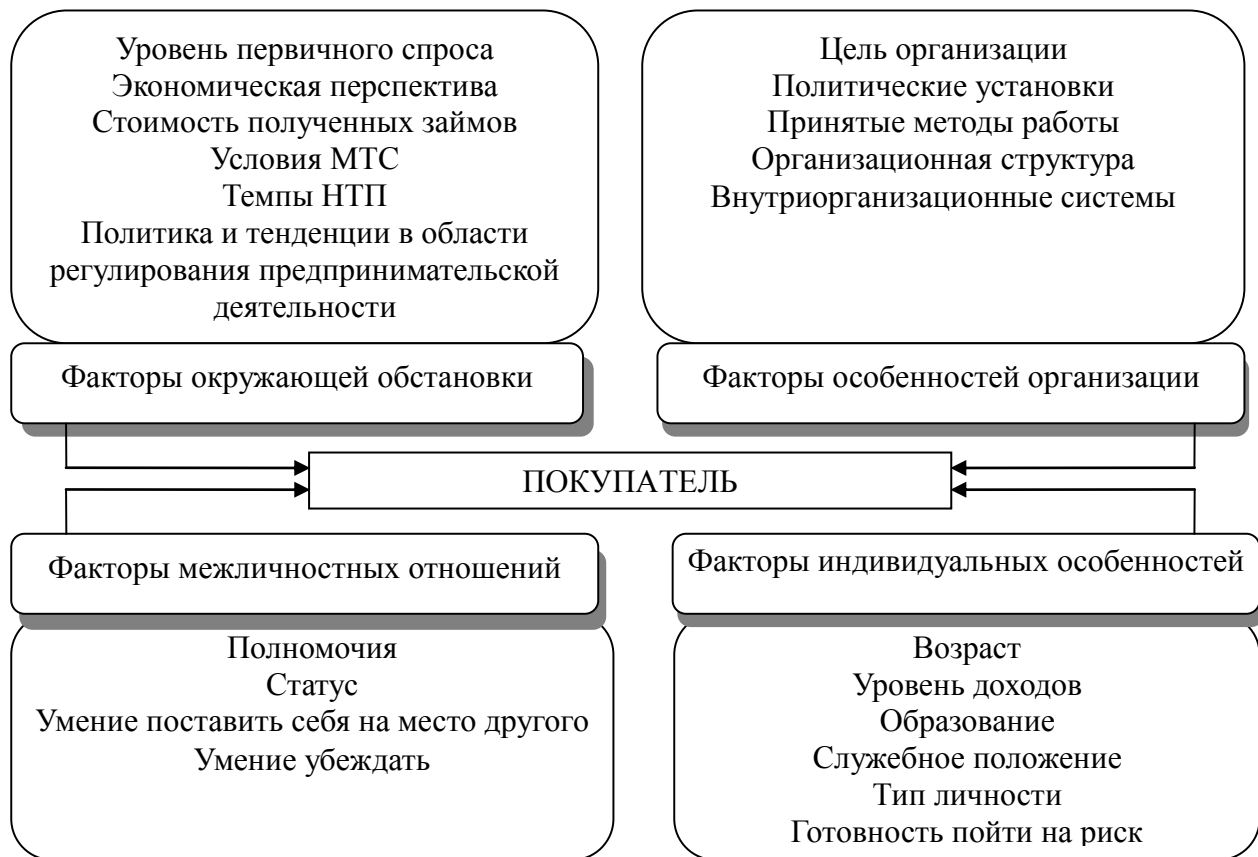 Уровень первичного спроса
Экономическая перспектива
Стоимость полученных займов
Условия МТС
Темпы НТП
Политика и тенденции в области
регулирования предпринимательской
деятельности
Факторы окружающей обстановки
Цель организации
Политические установки
Принятые методы работы
Организационная структура
Внутриорганизационные системы
Факторы особенностей организации
ПОКУПАТЕЛЬ
Факторы межличностных отношений
Полномочия
Статус
Умение поставить себя на место другого
Умение убеждать
Факторы индивидуальных особенностей
Возраст
Уровень доходов
Образование
Служебное положение
Тип личности
Готовность пойти на риск